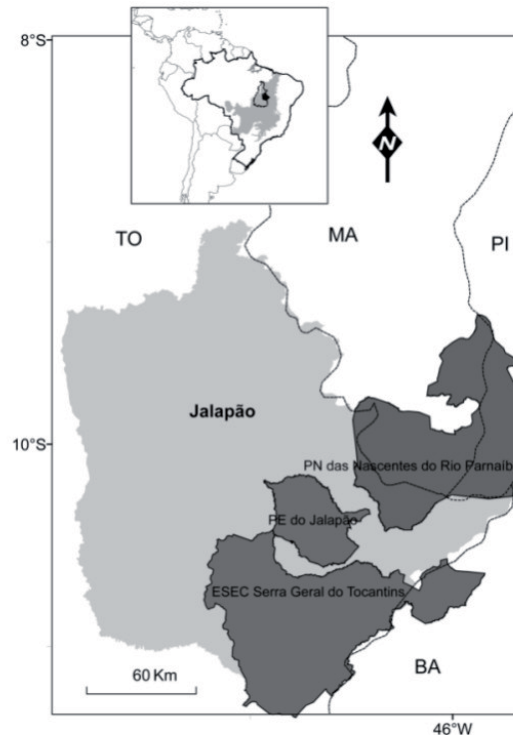 8°S
N
TO
MA
PI
Jalapão
10°S
PN das Nascentes do Rio Parnaíb
PE do Jalapão
ESEC Serra Geral do Tocantins
60 Km
BA
46°W